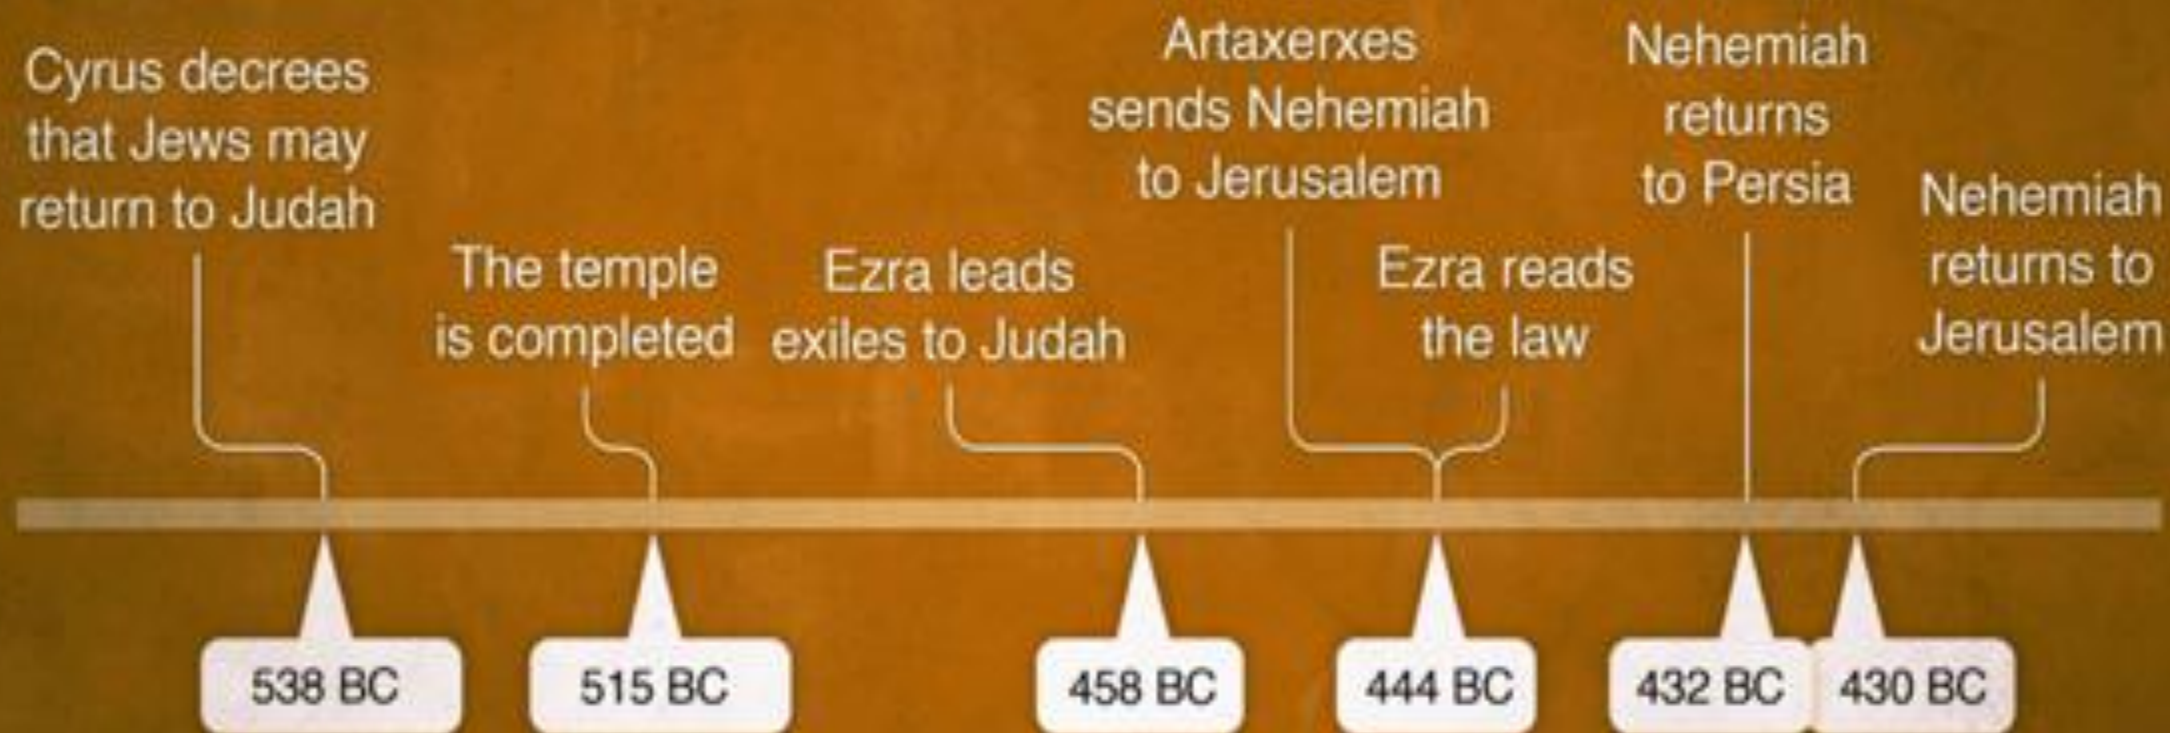 Cyrus decrees
that Jews may
return to Judah
The temple
is completed
Ezra leads
exiles to Judah
Artaxerxes
sends Nehemiah
to Jerusalem
Ezra reads
the law
Nehemiah
returns
to Persia
Nehemiah
returns to
Jerusalem
538 BC
515 BC
458 BC
444 BC
432 BC
430 BC